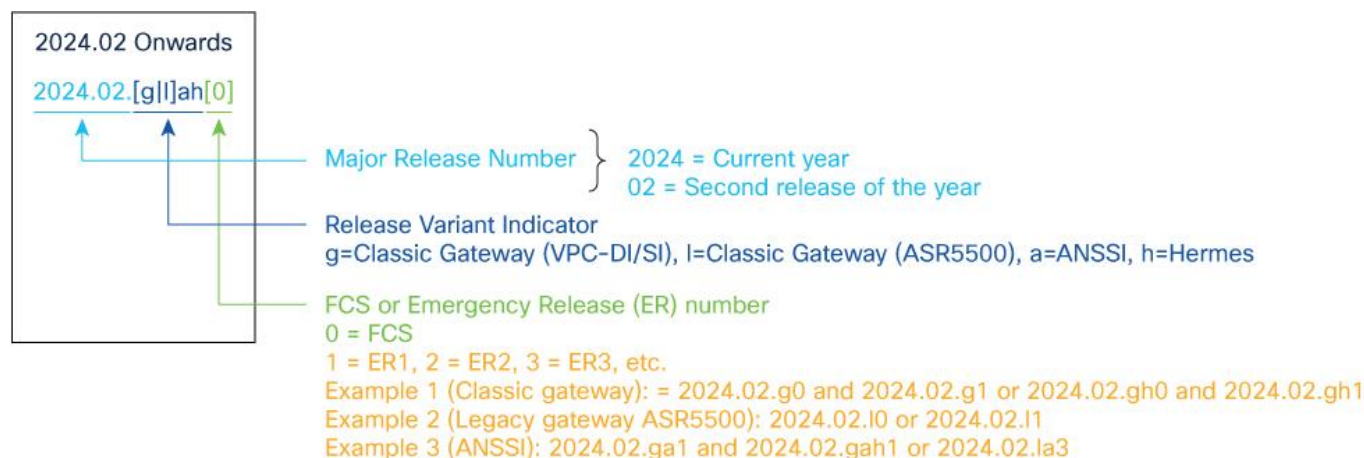 2024.02 Onwards
2024.02.[g|l]ah[0]
Major Release Number } 2024 = Current year
02 = Second release of the year
Release Variant Indicator
g=Classic Gateway (VPC-DI/SI), l=Classic Gateway (ASR5500), a=ANSSI, h=Hermes
FCS or Emergency Release (ER) number
0 = FCS
1 = ER1, 2 = ER2, 3 = ER3, etc.
Example 1 (Classic gateway): = 2024.02.g0 and 2024.02.g1 or 2024.02.gh0 and 2024.02.gh1
Example 2 (Legacy gateway ASR5500): 2024.02.l0 or 2024.02.l1
Example 3 (ANSSI): 2024.02.ga1 and 2024.02.gah1 or 2024.02.la3